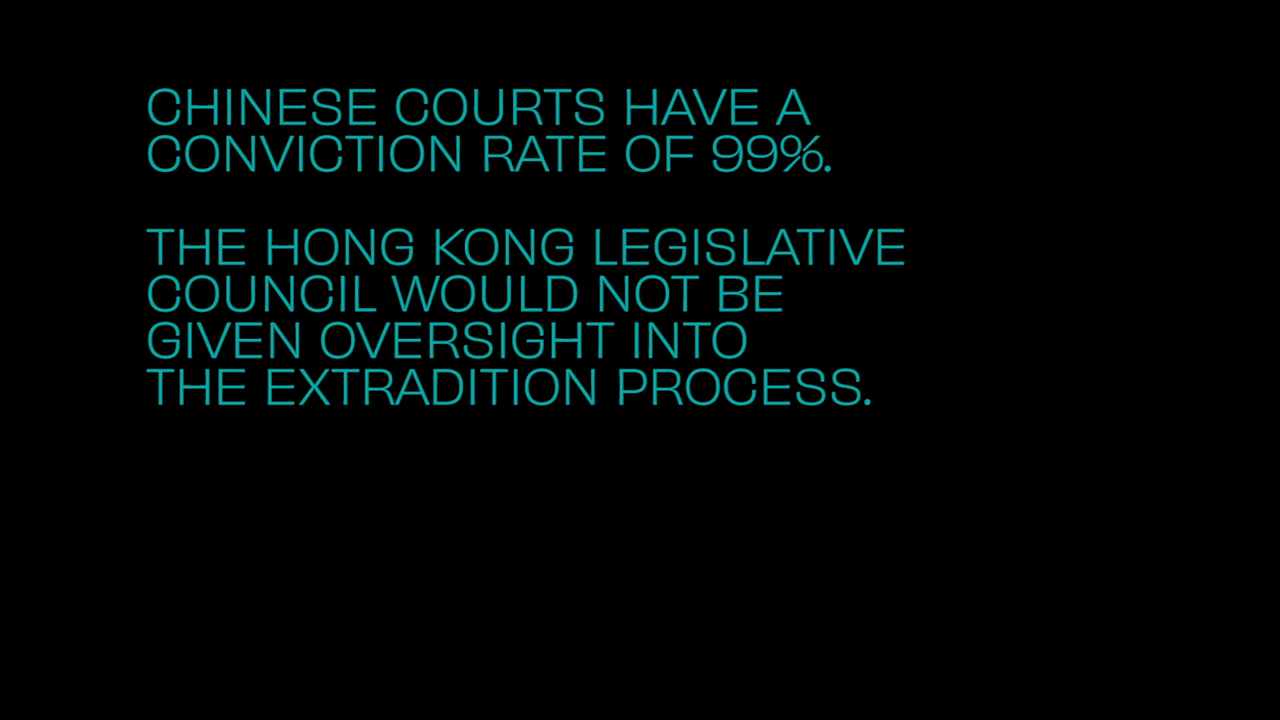 CHINESE COURTS HAVE A
CONVICTION RATE OF 99%.
THE HONG KONG LEGISLATIVE
COUNCIL WOULD NOT BE
GIVEN OVERSIGHT INTO
THE EXTRADITION PROCESS.